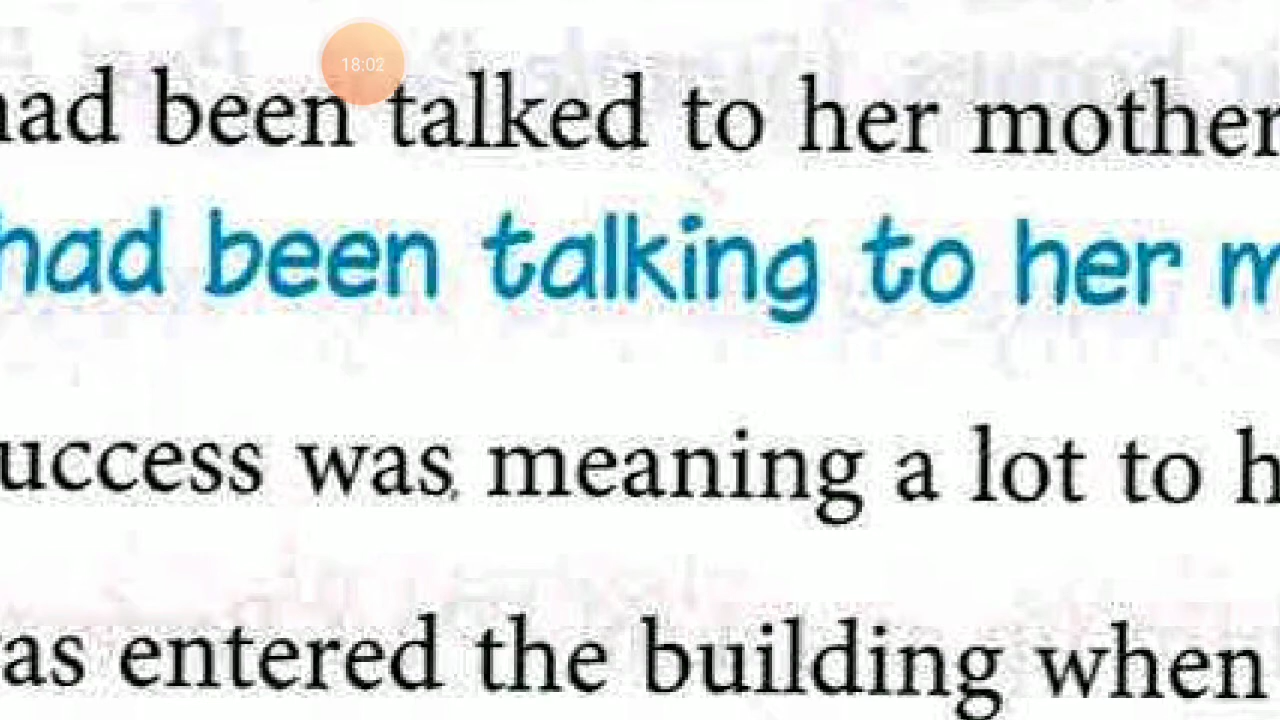 18:02
had been talked to her mother
had been talking to her
uccess was meaning a lot to h
as entered the building when